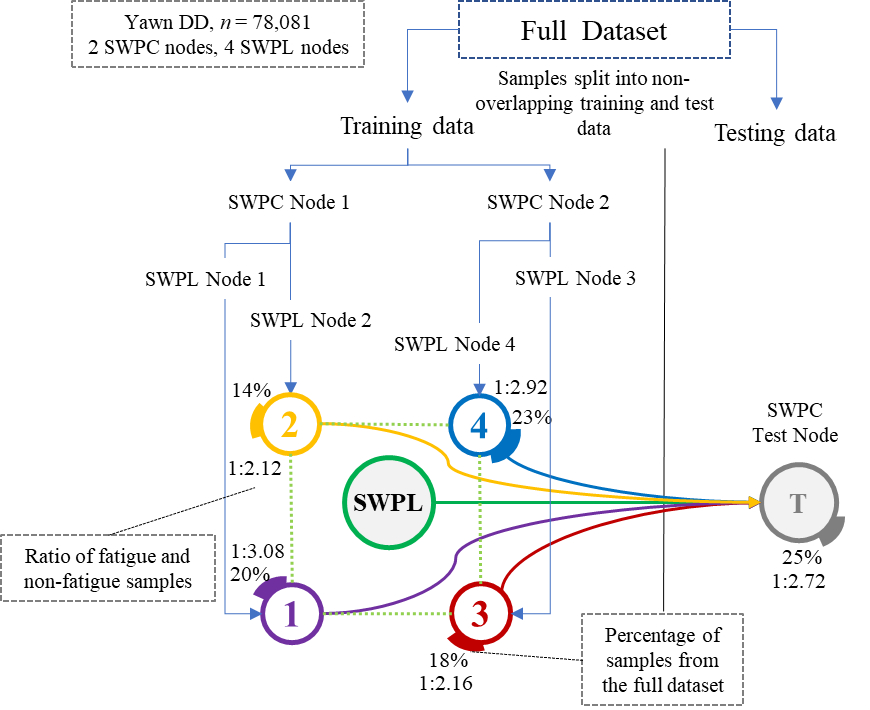 Yawn DD, n = 78,081
2 SWPC nodes, 4 SWPL nodes
Full Dataset
Samples split into non-
overlapping training and test
data
Training data
Testing data
SWPC Node 1
SWPC Node 2
SWPL Node 1
SWPL Node 3
SWPL Node 2
SWPL Node 4
14%
2
1:2.12
1:2.92
23%
4
SWPC
Test Node
T
25%
1:2.72
SWPL
Ratio of fatigue and
non-fatigue samples
1:3.08
20%
1
3
18%
1:2.16
Percentage of
samples from
the full dataset